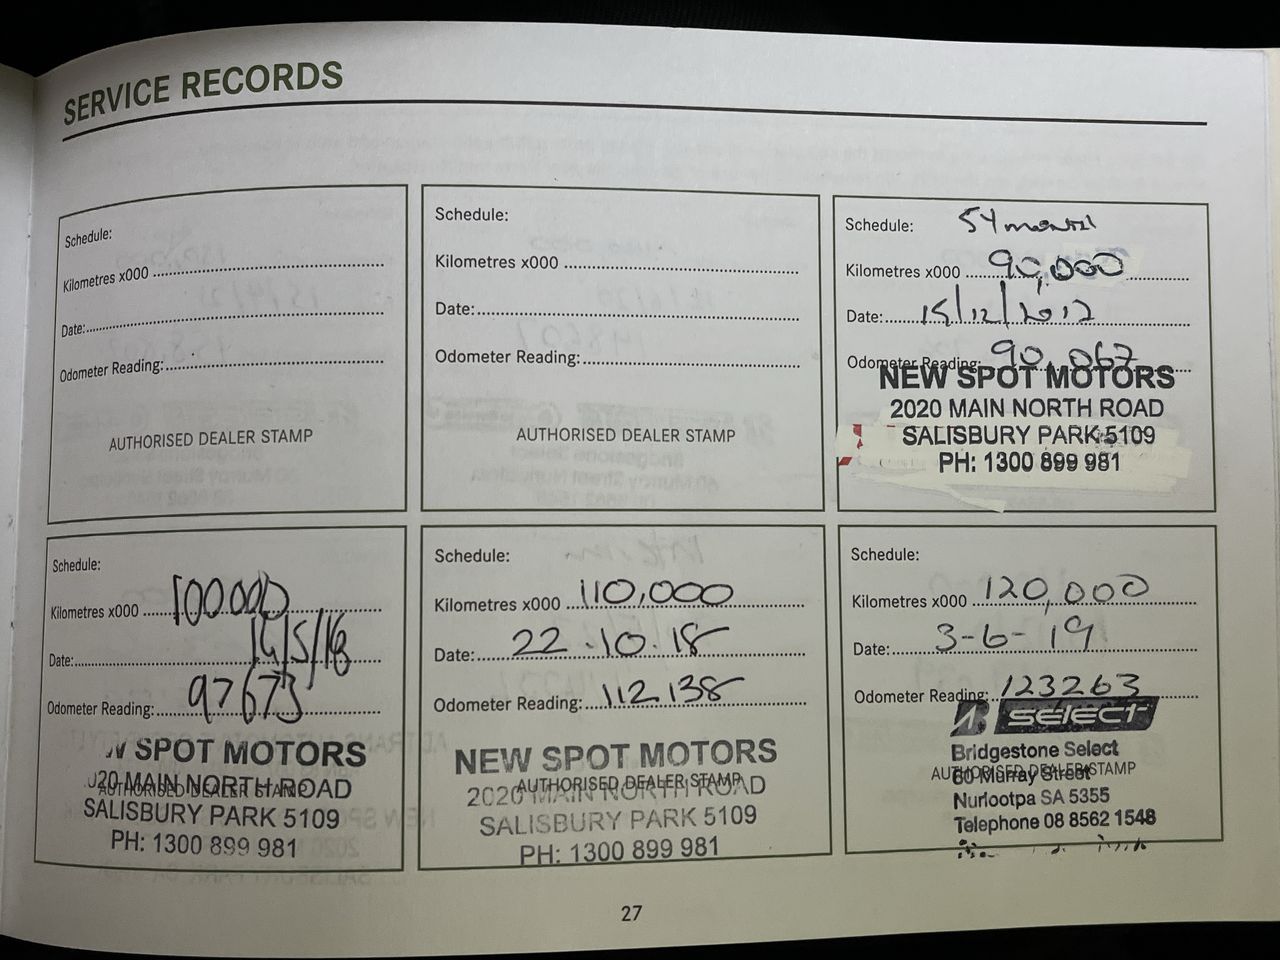 SERVICE RECORDS
Schedule:
Kilometres x000
Date:
Odometer Reading:
AUTHORISED DEALER STAMP
Schedule:
Kilometres x000
Date:
Odometer Reading:
AUTHORISED DEALER STAMP
Schedule: 54
Kilometres x000 90,000
Date: 15/12/2017
Odometer Reading: 90,067
NEW SPOT MOTORS
2020 MAIN NORTH ROAD
SALISBURY PARK 5109
PH: 1300 899 981
Schedule:
Kilometres x000 100,000
Date: 14/5/18
Odometer Reading: 97673
W SPOT MOTORS
020 MAIN NORTH ROAD
AUTHORISED DEALER STAMP
SALISBURY PARK 5109
PH: 1300 899 981
Schedule:
Kilometres x000 110,000
Date: 22.10.18
Odometer Reading: 112138
NEW SPOT MOTORS
AUTHORISED DEALER STAMP
2020 MAIN NORTH ROAD
SALISBURY PARK 5109
PH: 1300 899 981
Schedule:
Kilometres x000 120,000
Date: 3-6-19
Odometer Reading: 123263
B SELECT
Bridgestone Select
AUTHORISED DEALER STAMP
60 Murray Street
Nuriootpa SA 5355
Telephone 08 8562 1548
27